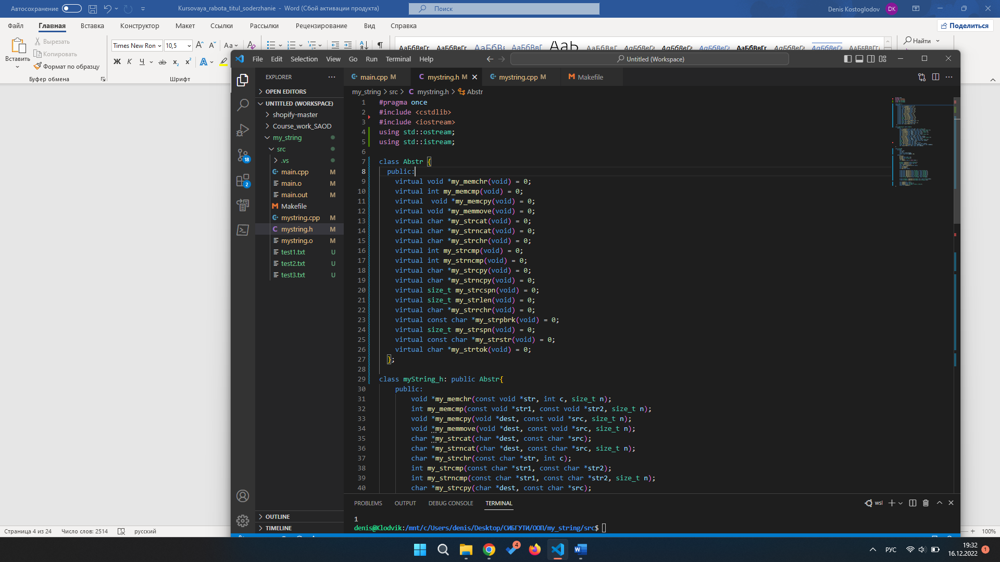 Автосохранение
Kursovaya_rabota_titul_soderzhanie - Word (Сбой активации продукта)
Поиск
Denis Kostoglodov DK
Файл Главная Вставка Конструктор Макет Ссылки Рассылки Рецензирование Вид Справка
Поделиться
Вставить
Вырезать
Копировать
Формат по образцу
Буфер обмена
Times New Ron 10,5
Aa
Ж К Ч ab x₂ x²
Шрифт
АаБбВвГг АаБбВвГг
Найти
File Edit Selection View Go Run Terminal Help
Untitled (Workspace)
EXPLORER
OPEN EDITORS
UNTITLED (WORKSPACE)
shopify-master
Course_work_SAOD
my_string
src
.vs
main.cpp M
main.o M
main.out M
Makefile
mystring.cpp M
mystring.h M
mystring.o M
test1.txt U
test2.txt U
test3.txt U
OUTLINE
TIMELINE
18
2
main.cpp M mystring.h M mystring.cpp M Makefile
my_string > src > C mystring.h > Abstr
1 #pragma once
2 #include <cstdlib>
3 #include <iostream>
4 using std::ostream;
5 using std::istream;
6
7 class Abstr {
8 public:
9 virtual void *my_memchr(void) = 0;
10 virtual int my_memcmp(void) = 0;
11 virtual  void *my_memcpy(void) = 0;
12 virtual void *my_memmove(void) = 0;
13 virtual char *my_strcat(void) = 0;
14 virtual char *my_strncat(void) = 0;
15 virtual char *my_strchr(void) = 0;
16 virtual int my_strcmp(void) = 0;
17 virtual int my_strncmp(void) = 0;
18 virtual char *my_strcpy(void) = 0;
19 virtual char *my_strncpy(void) = 0;
20 virtual size_t my_strcspn(void) = 0;
21 virtual size_t my_strlen(void) = 0;
22 virtual char *my_strrchr(void) = 0;
23 virtual const char *my_strpbrk(void) = 0;
24 virtual size_t my_strspn(void) = 0;
25 virtual const char *my_strstr(void) = 0;
26 virtual char *my_strtok(void) = 0;
27 };
28
29 class myString_h: public Abstr{
30 public:
31 void *my_memchr(const void *str, int c, size_t n);
32 int my_memcmp(const void *str1, const void *str2, size_t n);
33 void *my_memcpy(void *dest, const void *src, size_t n);
34 void *my_memmove(void *dest, const void *src, size_t n);
35 char *my_strcat(char *dest, const char *src);
36 char *my_strncat(char *dest, const char *src, size_t n);
37 char *my_strchr(const char *str, int c);
38 int my_strcmp(const char *str1, const char *str2);
39 int my_strncmp(const char *str1, const char *str2, size_t n);
40 char *my_strcpy(char *dest, const char *src);
PROBLEMS OUTPUT DEBUG CONSOLE TERMINAL
wsl
1
denis@Klodvik:/mnt/c/Users/denis/Desktop/СИБГУТИ/ООП/my_string/src$
Страница 4 из 24 Число слов: 2514 русский
100%
4
РУС
19:32
16.12.2022
1